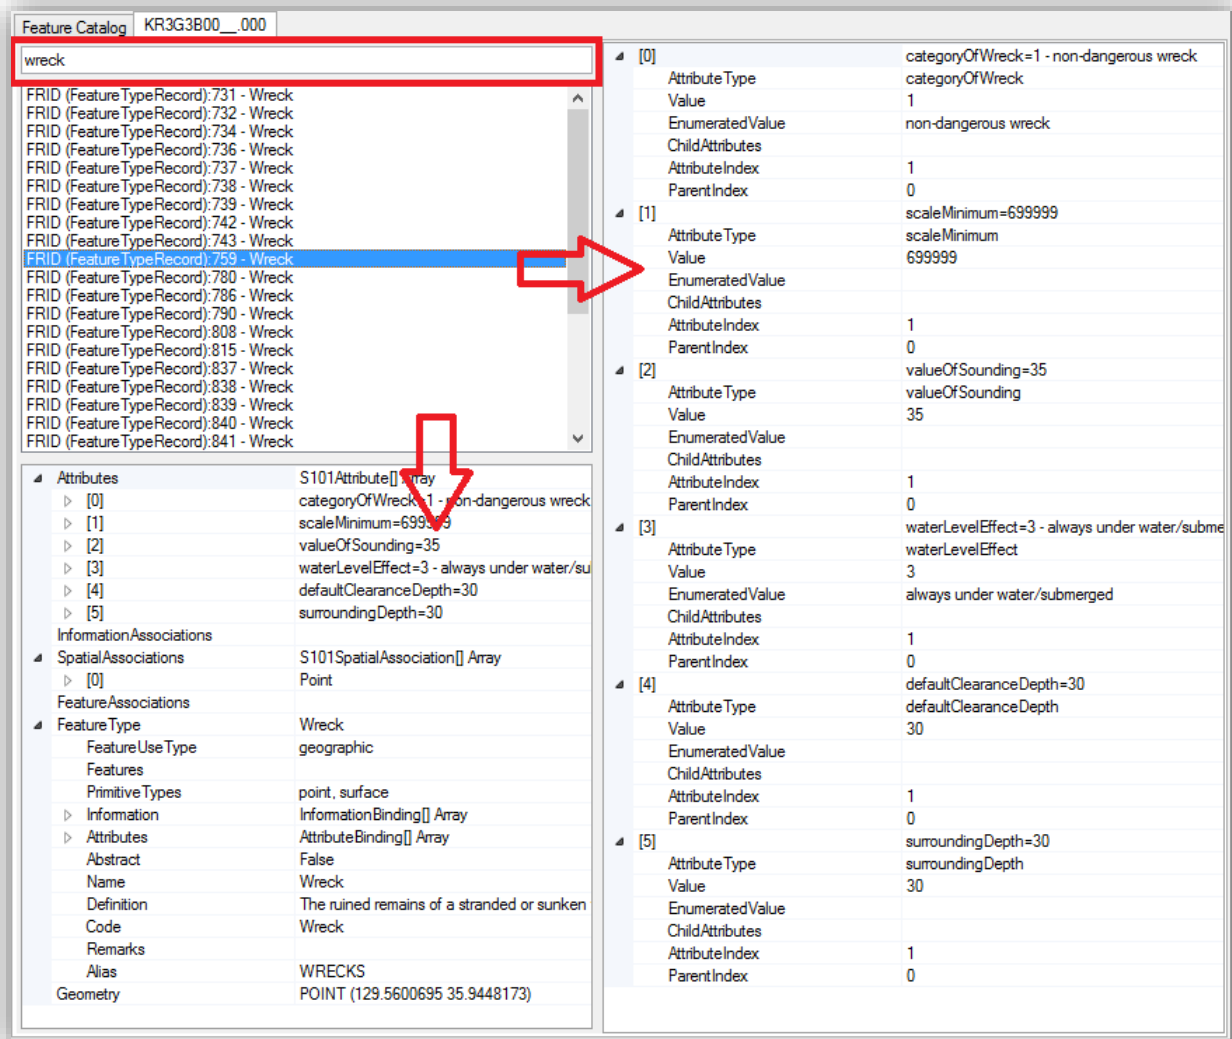 Feature Catalog KR3G3B00__.000
wreck
FRID (FeatureTypeRecord):731 - Wreck
FRID (FeatureTypeRecord):732 - Wreck
FRID (FeatureTypeRecord):734 - Wreck
FRID (FeatureTypeRecord):736 - Wreck
FRID (FeatureTypeRecord):737 - Wreck
FRID (FeatureTypeRecord):738 - Wreck
FRID (FeatureTypeRecord):739 - Wreck
FRID (FeatureTypeRecord):742 - Wreck
FRID (FeatureTypeRecord):743 - Wreck
FRID (FeatureTypeRecord):759 - Wreck
FRID (FeatureTypeRecord):780 - Wreck
FRID (FeatureTypeRecord):786 - Wreck
FRID (FeatureTypeRecord):790 - Wreck
FRID (FeatureTypeRecord):808 - Wreck
FRID (FeatureTypeRecord):815 - Wreck
FRID (FeatureTypeRecord):837 - Wreck
FRID (FeatureTypeRecord):838 - Wreck
FRID (FeatureTypeRecord):839 - Wreck
FRID (FeatureTypeRecord):840 - Wreck
FRID (FeatureTypeRecord):841 - Wreck
Attributes S101Attribute[] Array
[0] categoryOfWreck=1 - non-dangerous wreck
[1] scaleMinimum=699999
[2] valueOfSounding=35
[3] waterLevelEffect=3 - always under water/su
[4] defaultClearanceDepth=30
[5] surroundingDepth=30
InformationAssociations
SpatialAssociations S101SpatialAssociation[] Array
[0] Point
FeatureAssociations
FeatureType Wreck
FeatureUseType geographic
Features
PrimitiveTypes point, surface
Information InformationBinding[] Array
Attributes AttributeBinding[] Array
Abstract False
Name Wreck
Definition The ruined remains of a stranded or sunken
Code Wreck
Remarks
Alias WRECKS
Geometry POINT (129.5600695 35.9448173)
[0] categoryOfWreck=1 - non-dangerous wreck
AttributeType categoryOfWreck
Value 1
EnumeratedValue non-dangerous wreck
ChildAttributes
AttributeIndex 1
ParentIndex 0
[1] scaleMinimum=699999
AttributeType scaleMinimum
Value 699999
EnumeratedValue
ChildAttributes
AttributeIndex 1
ParentIndex 0
[2] valueOfSounding=35
AttributeType valueOfSounding
Value 35
EnumeratedValue
ChildAttributes
AttributeIndex 1
ParentIndex 0
[3] waterLevelEffect=3 - always under water/subme
AttributeType waterLevelEffect
Value 3
EnumeratedValue always under water/submerged
ChildAttributes
AttributeIndex 1
ParentIndex 0
[4] defaultClearanceDepth=30
AttributeType defaultClearanceDepth
Value 30
EnumeratedValue
ChildAttributes
AttributeIndex 1
ParentIndex 0
[5] surroundingDepth=30
AttributeType surroundingDepth
Value 30
EnumeratedValue
ChildAttributes
AttributeIndex 1
ParentIndex 0